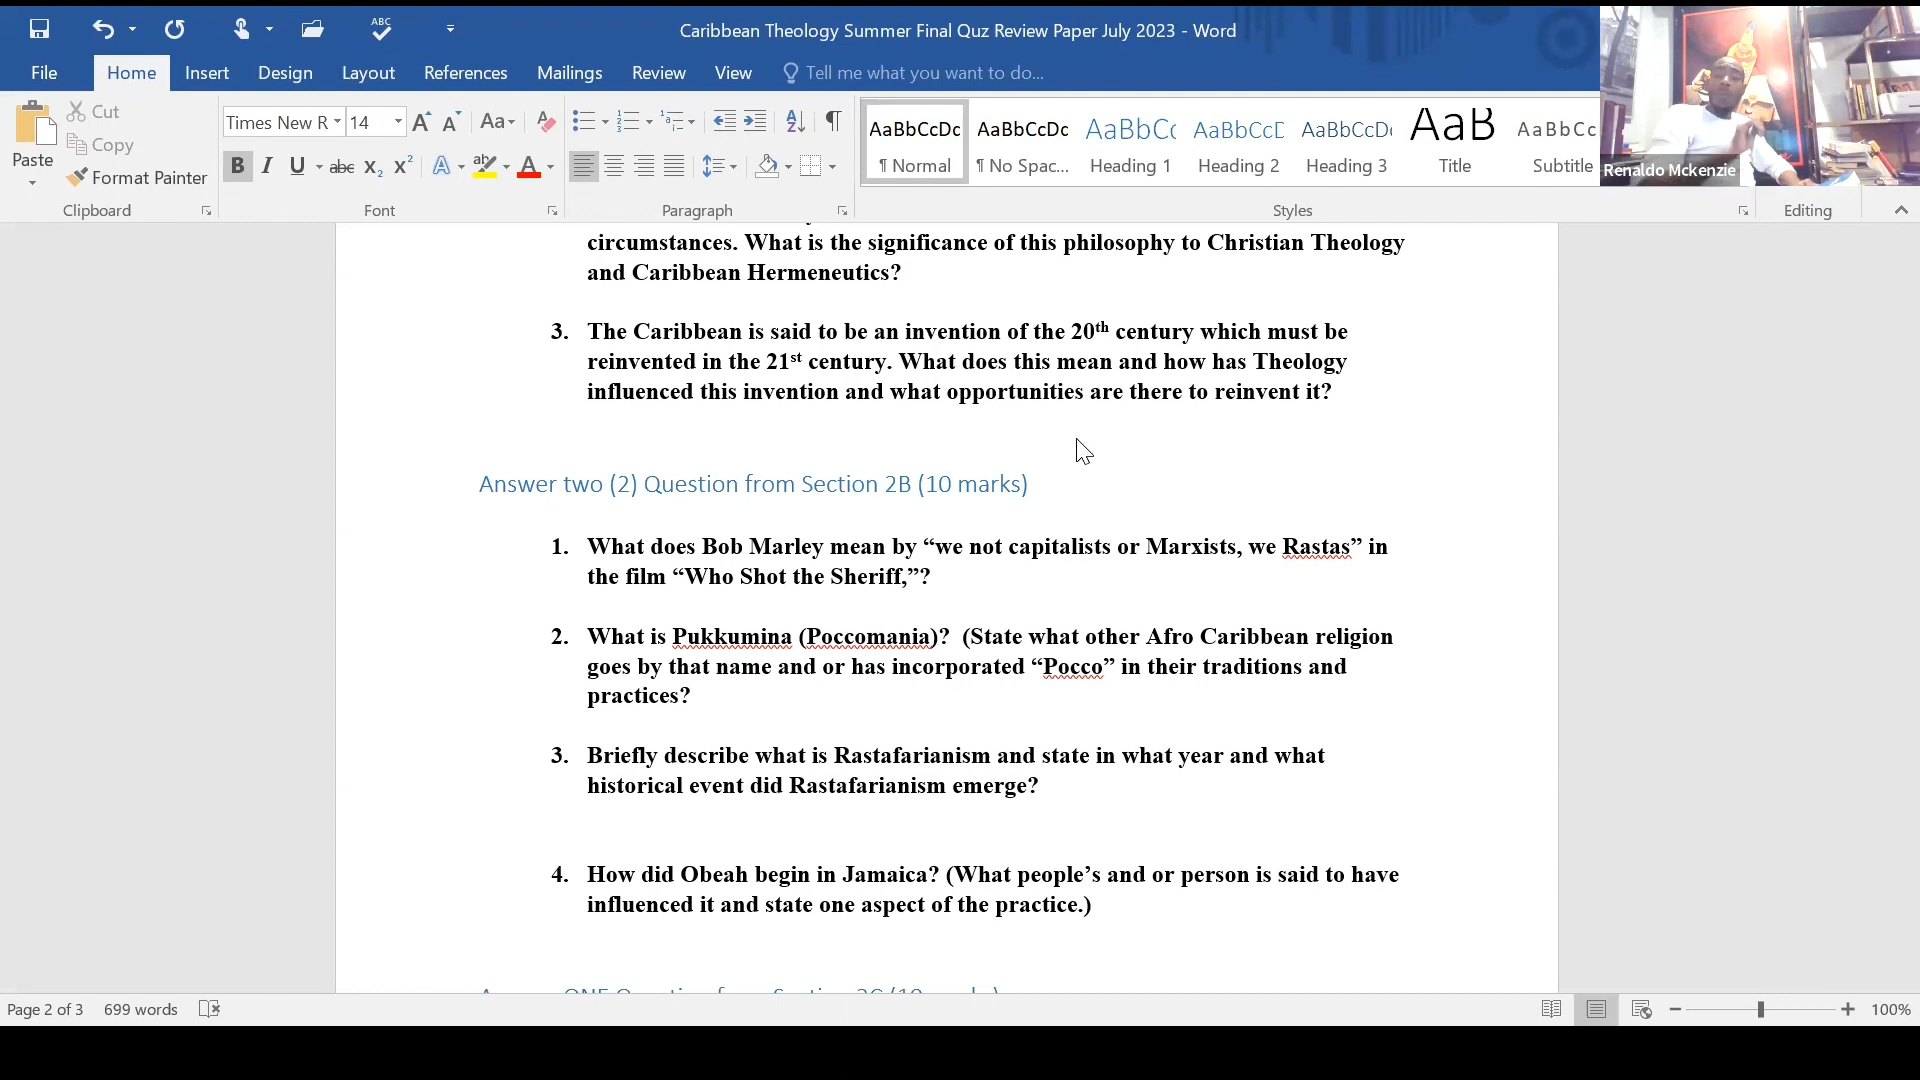 ABC
Caribbean Theology Summer Final Quz Review Paper July 2023 - Word
File Home Insert Design Layout References Mailings Review View Tell me what you want to do...
Paste
Cut
Copy
Format Painter
Clipboard
Times New R 14
Aa
B I U abc X₂ X²
Font
Paragraph
AaBbCcDc AaBbCcDc AaBbCc AaBbCcD AaBbCcDc AaB AaBbCc
¶ Normal ¶ No Spac... Heading 1 Heading 2 Heading 3 Title Subtitle
Styles
Editing
Renaldo Mckenzie
circumstances. What is the significance of this philosophy to Christian Theology
and Caribbean Hermeneutics?
3. The Caribbean is said to be an invention of the 20th century which must be
reinvented in the 21st century. What does this mean and how has Theology
influenced this invention and what opportunities are there to reinvent it?
Answer two (2) Question from Section 2B (10 marks)
1. What does Bob Marley mean by “we not capitalists or Marxists, we Rastas” in
the film “Who Shot the Sheriff,”?
2. What is Pukkumina (Poccomania)? (State what other Afro Caribbean religion
goes by that name and or has incorporated “Pocco” in their traditions and
practices?
3. Briefly describe what is Rastafarianism and state in what year and what
historical event did Rastafarianism emerge?
4. How did Obeah begin in Jamaica? (What people’s and or person is said to have
influenced it and state one aspect of the practice.)
Page 2 of 3 699 words
100%